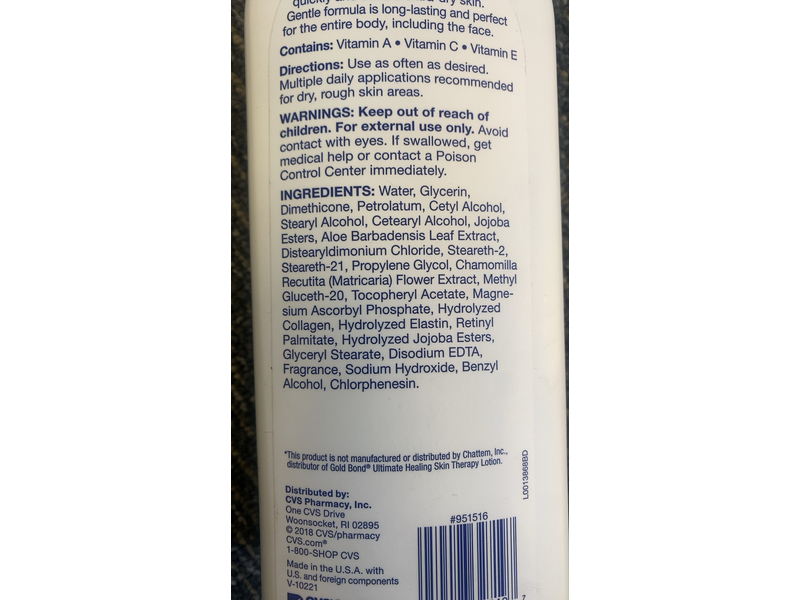 quickly
dry skin.
Gentle formula is long-lasting and perfect
for the entire body, including the face.
Contains: Vitamin A • Vitamin C • Vitamin E
Directions: Use as often as desired.
Multiple daily applications recommended
for dry, rough skin areas.
WARNINGS: Keep out of reach of
children. For external use only. Avoid
contact with eyes. If swallowed, get
medical help or contact a Poison
Control Center immediately.
INGREDIENTS: Water, Glycerin,
Dimethicone, Petrolatum, Cetyl Alcohol,
Stearyl Alcohol, Cetearyl Alcohol, Jojoba
Esters, Aloe Barbadensis Leaf Extract,
Distearyldimonium Chloride, Steareth-2,
Steareth-21, Propylene Glycol, Chamomilla
Recutita (Matricaria) Flower Extract, Methyl
Gluceth-20, Tocopheryl Acetate, Magne-
sium Ascorbyl Phosphate, Hydrolyzed
Collagen, Hydrolyzed Elastin, Retinyl
Palmitate, Hydrolyzed Jojoba Esters,
Glyceryl Stearate, Disodium EDTA,
Fragrance, Sodium Hydroxide, Benzyl
Alcohol, Chlorphenesin.
*This product is not manufactured or distributed by Chattem, Inc.,
distributor of Gold Bond® Ultimate Healing Skin Therapy Lotion.
L0013868BD
Distributed by:
CVS Pharmacy, Inc.
One CVS Drive
Woonsocket, RI 02895
© 2018 CVS/pharmacy
CVS.com®
1-800-SHOP CVS
Made in the U.S.A. with
U.S. and foreign components
V-10221
#951516
7